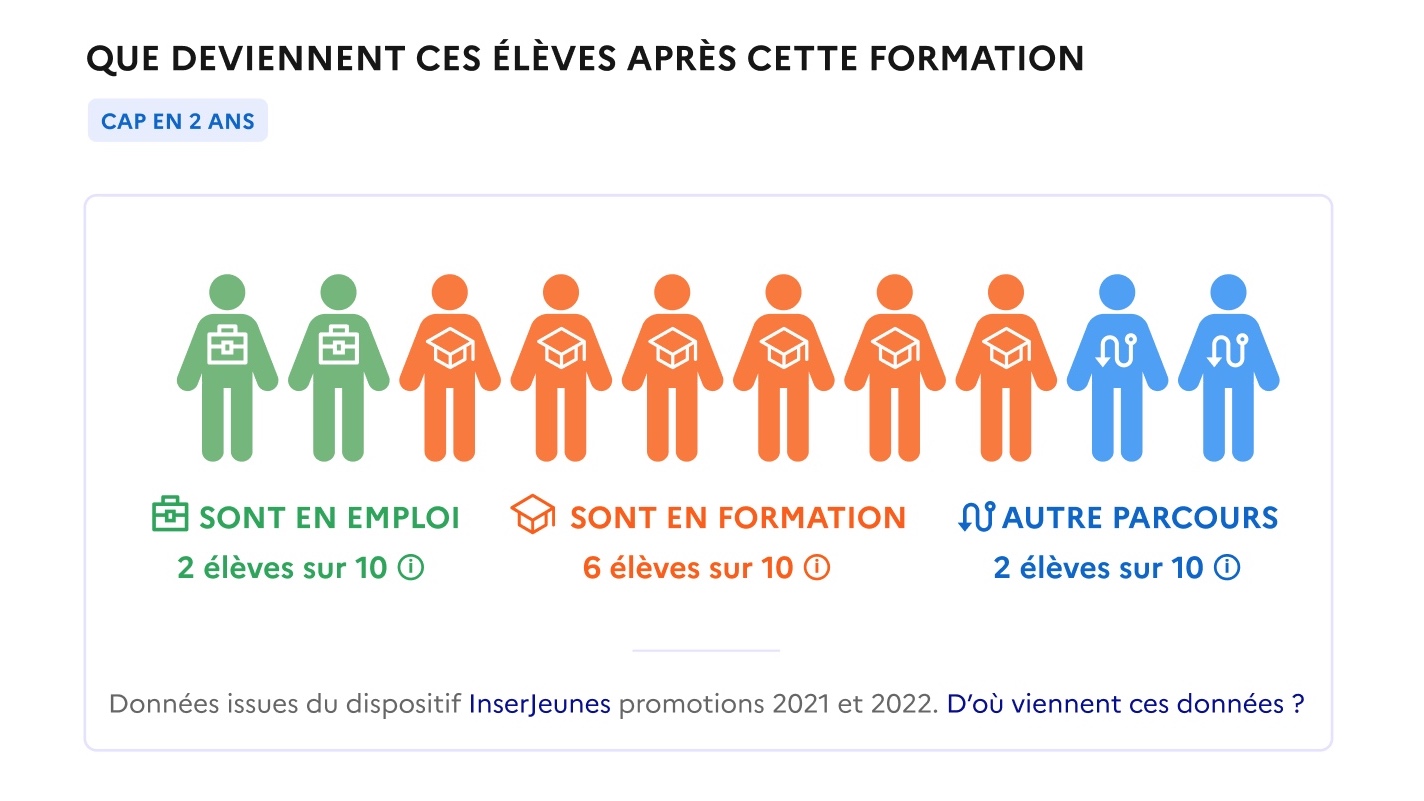 QUE DEVIENNENT CES ÉLÈVES APRÈS CETTE FORMATION
CAP EN 2 ANS
SONT EN EMPLOI
2 élèves sur 10 i
SONT EN FORMATION
6 élèves sur 10 i
AUTRE PARCOURS
2 élèves sur 10 i
Données issues du dispositif InserJeunes promotions 2021 et 2022. D’où viennent ces données ?